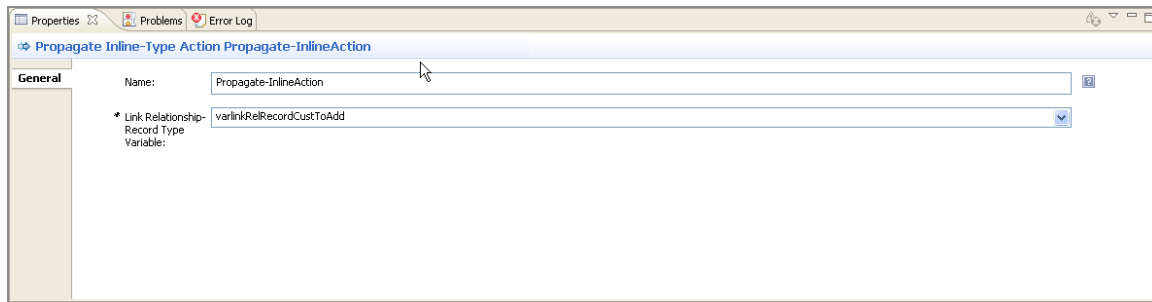 Properties Problems Error Log
Propagate Inline-Type Action Propagate-InlineAction
General
Name: Propagate-InlineAction
* Link Relationship- varlinkRelRecordCustToAdd
Record Type
Variable: